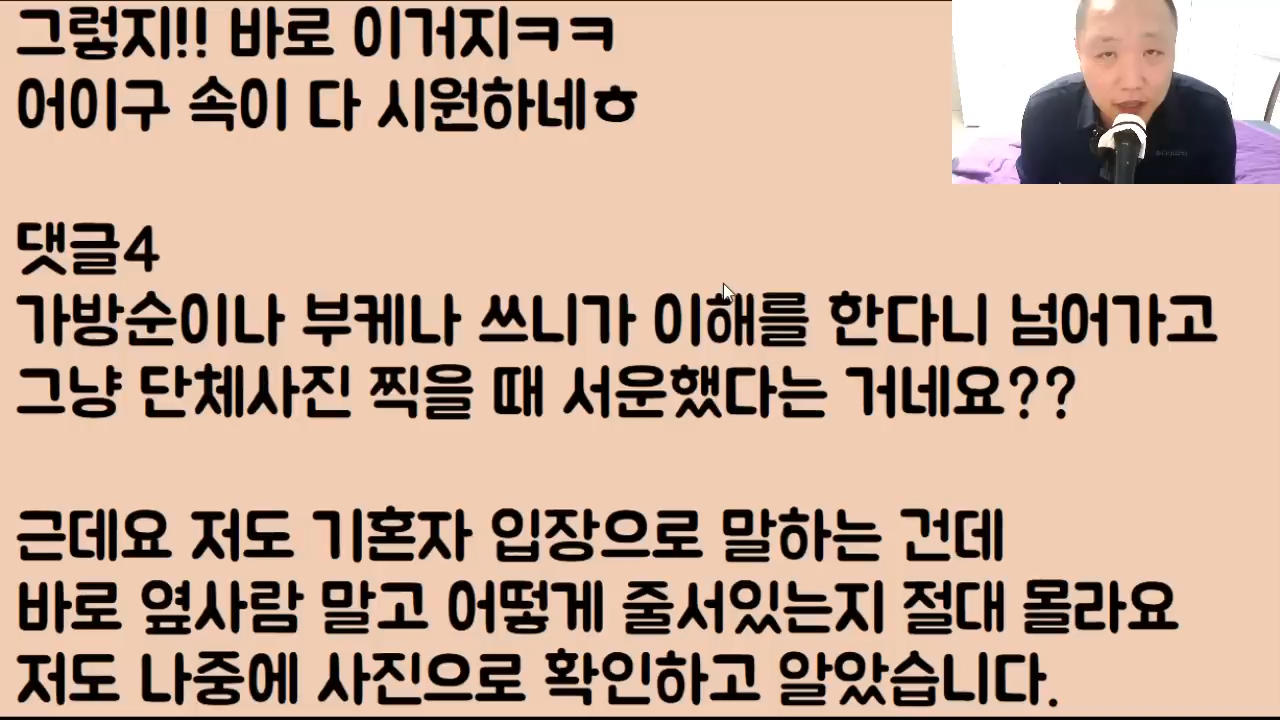 그렇지!! 바로 이거지ㅋㅋ
어이구 속이 다 시원하네ㅎ
댓글4
가방순이나 부케나 쓰니가 이해를 한다니 넘어가고
그냥 단체사진 찍을 때 서운했다는 거네요??
근데요 저도 기혼자 입장으로 말하는 건데
바로 옆사람 말고 어떻게 줄서있는지 절대 몰라요
저도 나중에 사진으로 확인하고 알았습니다.